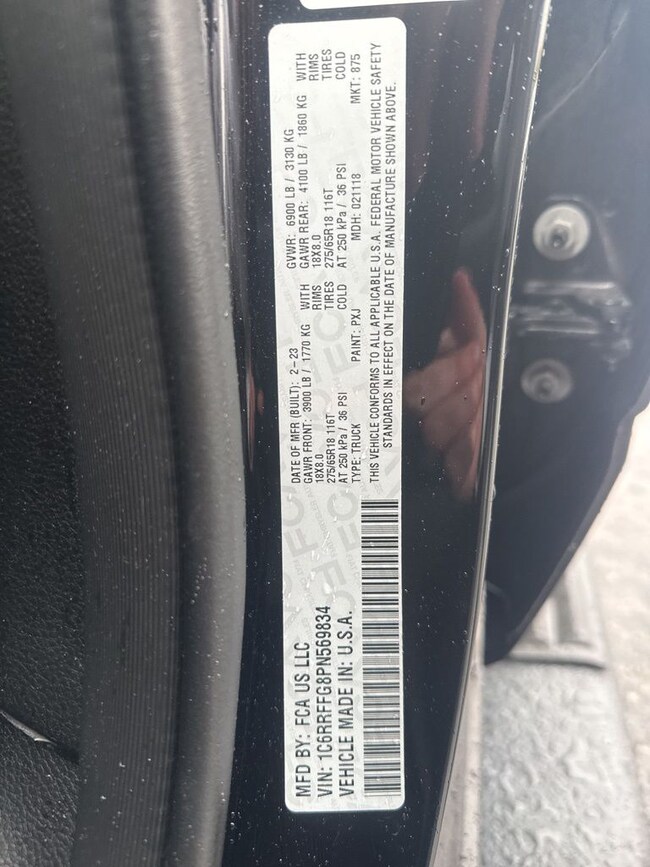 MFD BY: FCA US LLC
VIN: 1C6RRFFG8PN569834
VEHICLE MADE IN: U.S.A.
DATE OF MFR (BUILT): 2-23 GVWR: 6900 LB / 3130 KG
GAWR FRONT: 3900 LB / 1770 KG WITH GAWR REAR: 4100 LB / 1860 KG WITH
18X8.0 RIMS 18X8.0 RIMS
275/65R18 116T TIRES 275/65R18 116T TIRES
AT 250 kPa / 36 PSI COLD AT 250 kPa / 36 PSI COLD
TYPE: TRUCK PAINT: PXJ MDH: 021118 MKT: 875
THIS VEHICLE CONFORMS TO ALL APPLICABLE U.S.A. FEDERAL MOTOR VEHICLE SAFETY
STANDARDS IN EFFECT ON THE DATE OF MANUFACTURE SHOWN ABOVE.